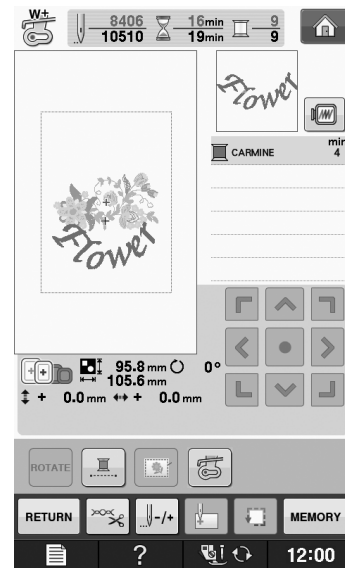 W+
8406 16min 9
10510 19min 9
Flower
min
CARMINE 4
Flower
95.8 mm 0°
105.6 mm
+ 0.0 mm + 0.0 mm
ROTATE
RETURN -/+ MEMORY
? 12:00